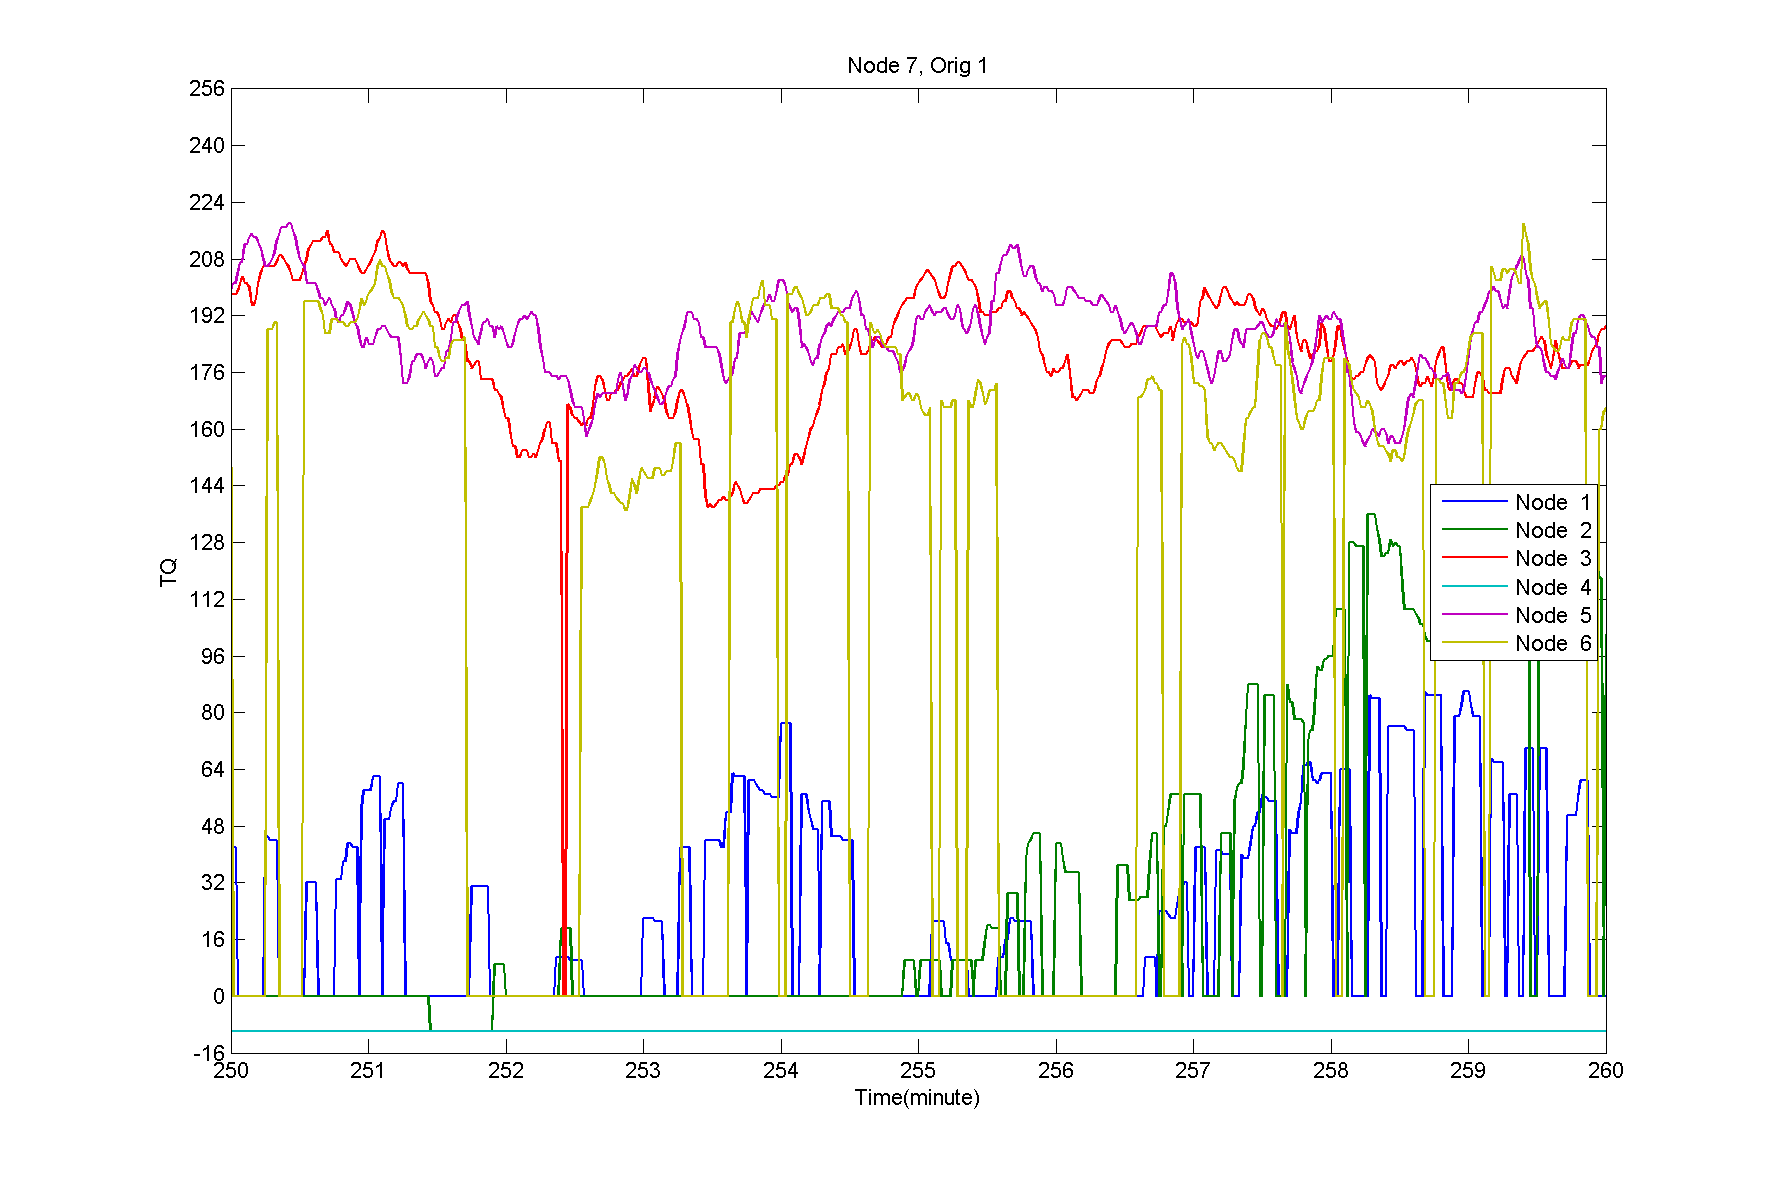 Node 7, Orig 1
256
240
224
208
192
176
160
144
128
112
96
80
64
48
32
16
0
-16
TQ
Node 1
Node 2
Node 3
Node 4
Node 5
Node 6
250 251 252 253 254 255 256 257 258 259 260
Time(minute)